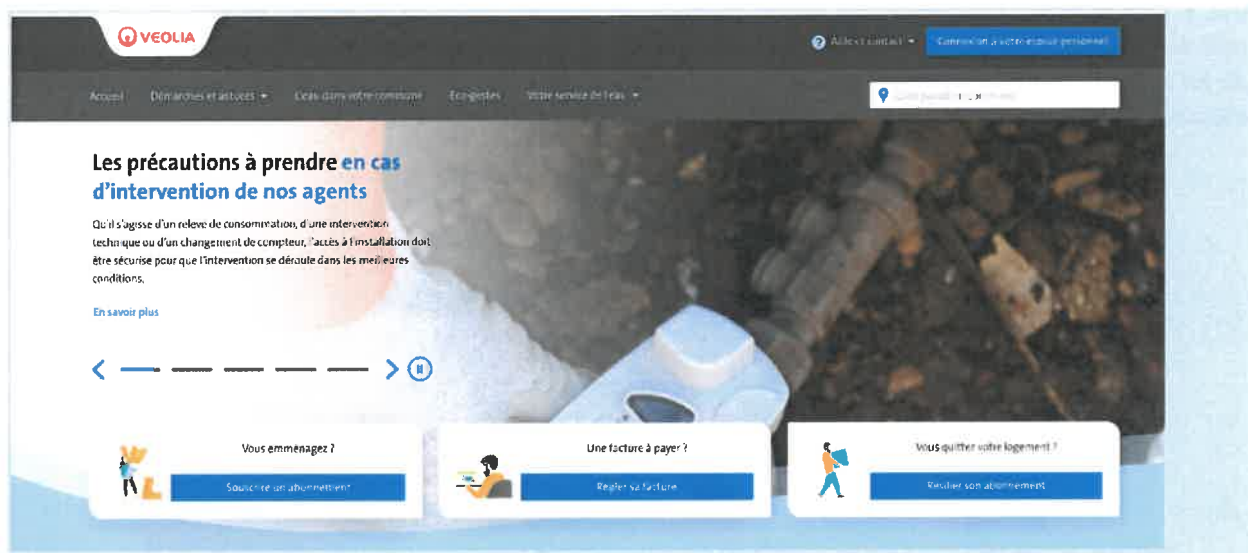 VEOLIA
Aide et contact
Connexion à votre espace personnel
Accueil Démarches et astuces L'eau dans votre commune Eco-gestes Votre service de l'eau
Les précautions à prendre en cas
d'intervention de nos agents
Qu'il s'agisse d'un relevé de consommation, d'une intervention
technique ou d'un changement de compteur, l'accès à l'installation doit
être sécurisé pour que l'intervention se déroule dans les meilleures
conditions.
En savoir plus
Vous emménagez ?
Souscrire un abonnement
Une facture à payer ?
Régler sa facture
Vous quittez votre logement ?
Résilier son abonnement